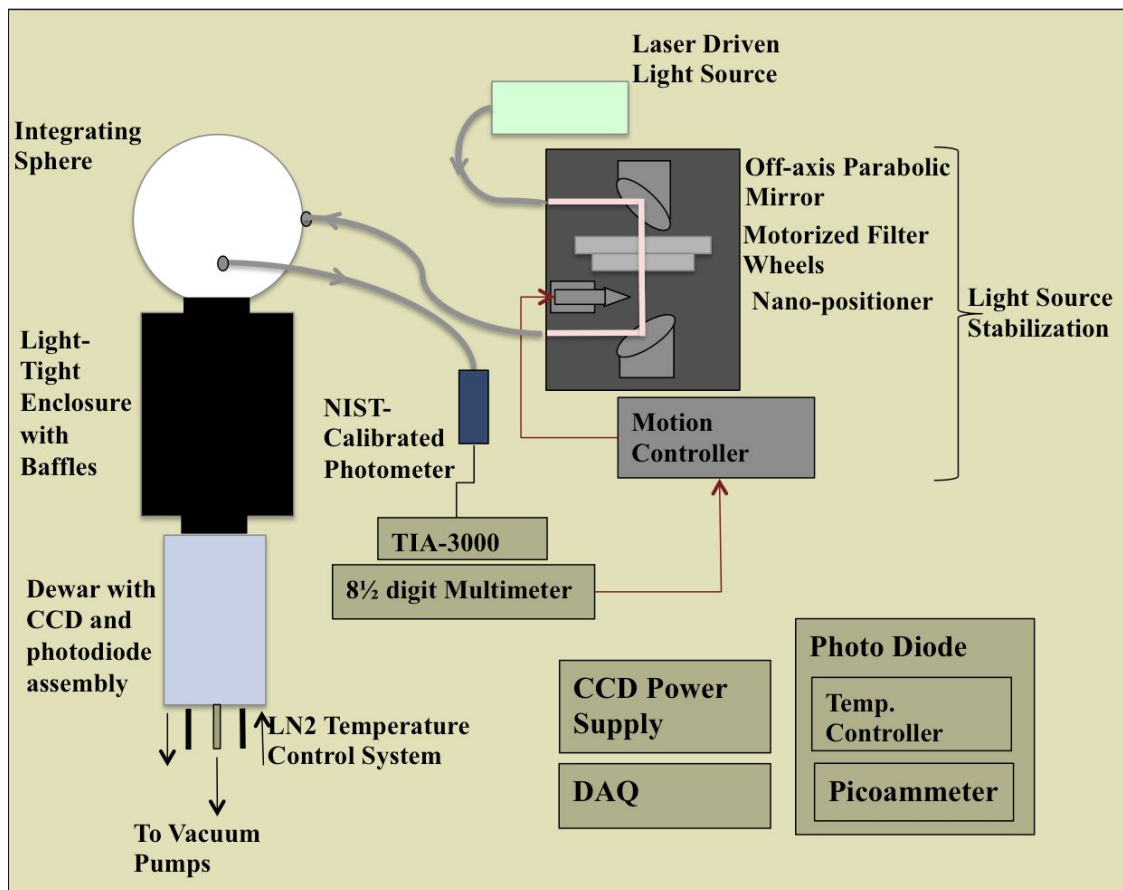 Laser Driven
Light Source
Integrating
Sphere
Off-axis Parabolic
Mirror
Motorized Filter
Wheels
Nano-positioner
Light Source
Stabilization
Light-
Tight
Enclosure
with
Baffles
NIST-
Calibrated
Photometer
Motion
Controller
TIA-3000
8½ digit Multimeter
Dewar with
CCD and
photodiode
assembly
LN2 Temperature
Control System
To Vacuum
Pumps
CCD Power
Supply
DAQ
Photo Diode
Temp.
Controller
Picoammeter